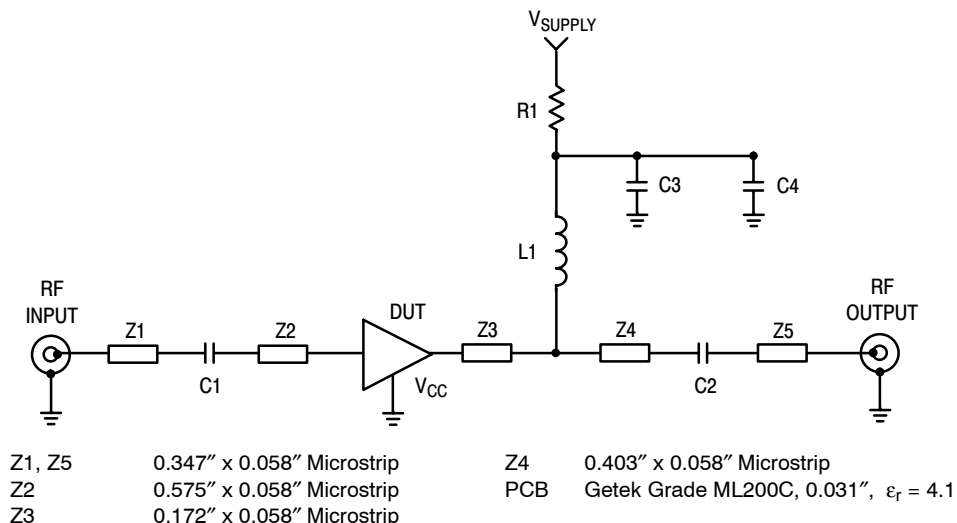 V_SUPPLY
R1
C3
C4
L1
RF
INPUT
Z1
C1
Z2
DUT
V_CC
Z3
Z4
C2
Z5
RF
OUTPUT
Z1, Z5 0.347″ x 0.058″ Microstrip
Z2 0.575″ x 0.058″ Microstrip
Z3 0.172″ x 0.058″ Microstrip
Z4 0.403″ x 0.058″ Microstrip
PCB Getek Grade ML200C, 0.031″, εr = 4.1